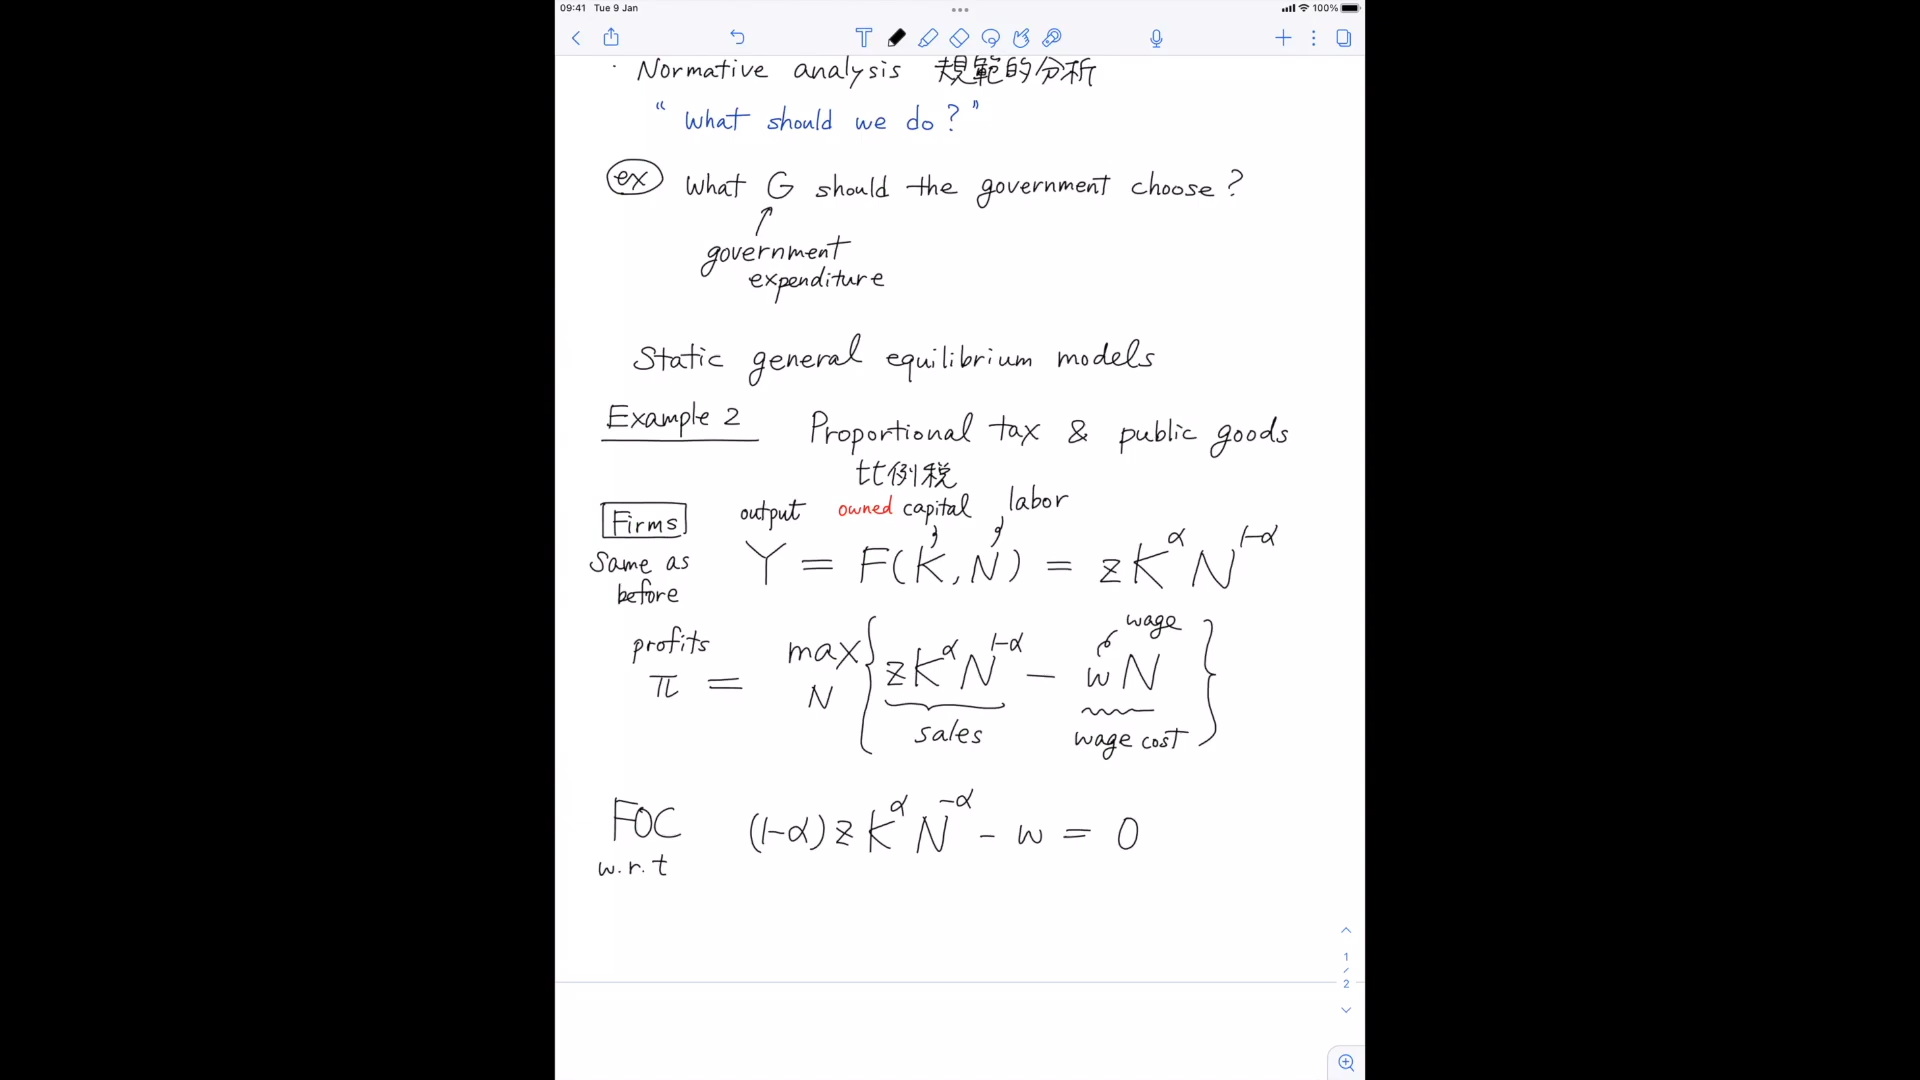 09:41 Tue 9 Jan
100%
· Normative analysis 規範的分析
“ What should we do? ”
ex What G should the government choose?
↑
government
expenditure
Static general equilibrium models
Example 2 Proportional tax & public goods
比例税
output owned capital labor
Firms Y = F(K, N) = zK^α N^{1-α}
Same as
before
wage
profits
π = max_N { zK^α N^{1-α} - wN }
sales wage cost
FOC (1-α) z K^α N^{-α} - w = 0
w.r.t
1
/
2